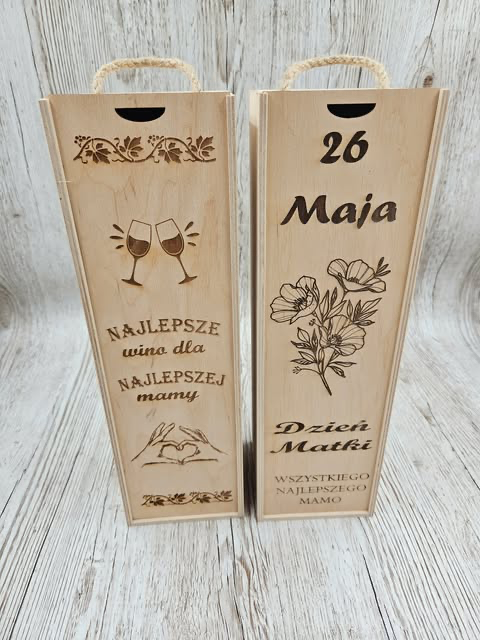 NAJLEPSZE
wino dla
NAJLEPSZEJ
mamy
26
Maja
Dzień
Matki
WSZYSTKIEGO
NAJLEPSZEGO
MAMO